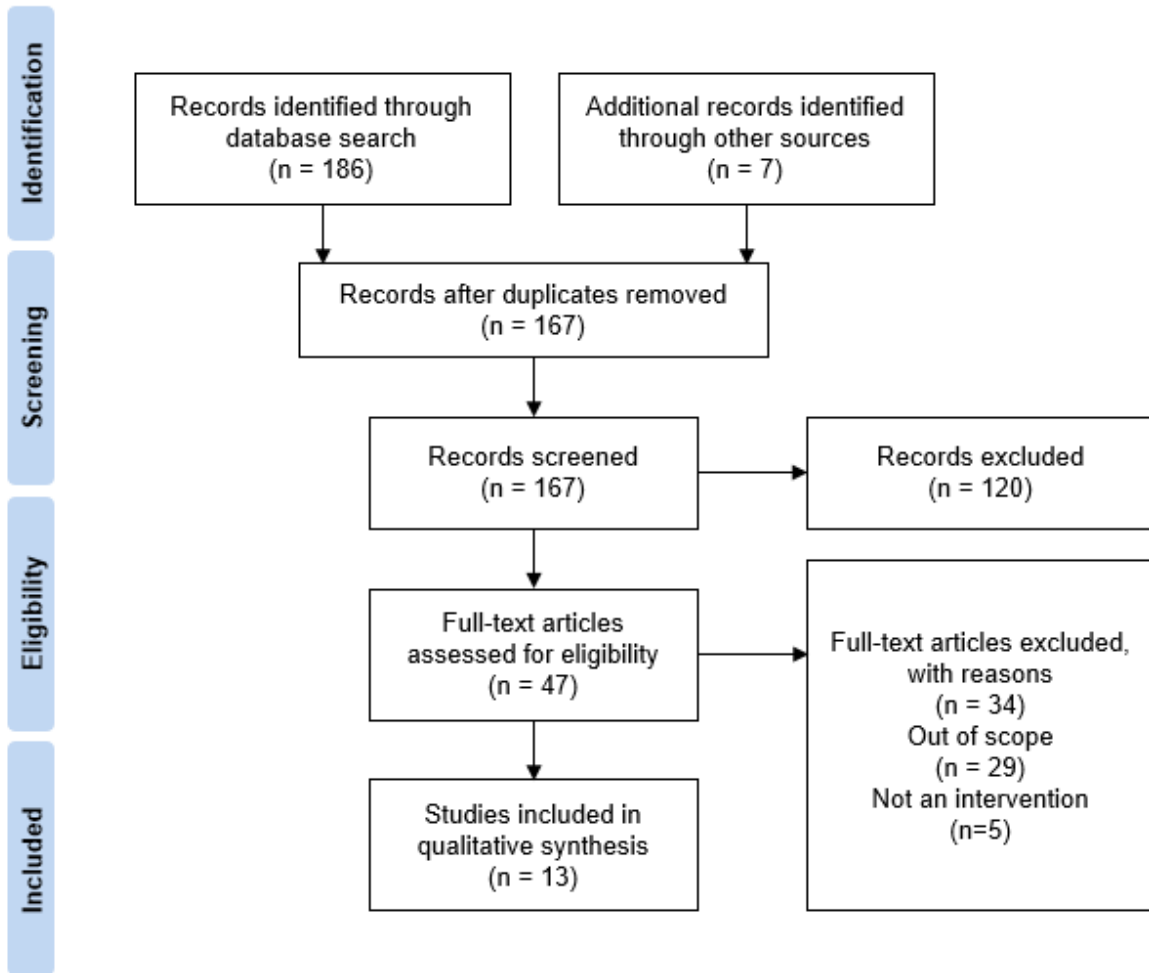 Identification
Records identified through
database search
(n = 186)
Additional records identified
through other sources
(n = 7)
Screening
Records after duplicates removed
(n = 167)
Records screened
(n = 167)
Records excluded
(n = 120)
Eligibility
Full-text articles
assessed for eligibility
(n = 47)
Full-text articles excluded,
with reasons
(n = 34)
Out of scope
(n = 29)
Not an intervention
(n=5)
Included
Studies included in
qualitative synthesis
(n = 13)